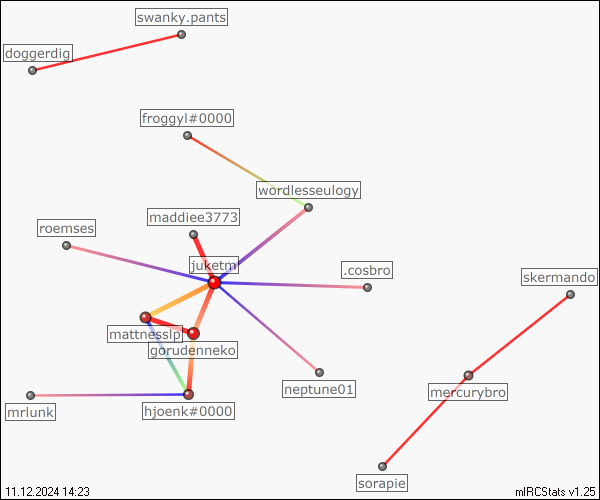 swanky.pants
doggerdig
froggyl#0000
wordlesseulogy
maddiee3773
roemses
juketm
.cosbro
skermando
mattnesslp
gorudenneko
neptune01
mercurybro
mrlunk
hjoenk#0000
sorapie
11.12.2024 14:23
mIRCStats v1.25